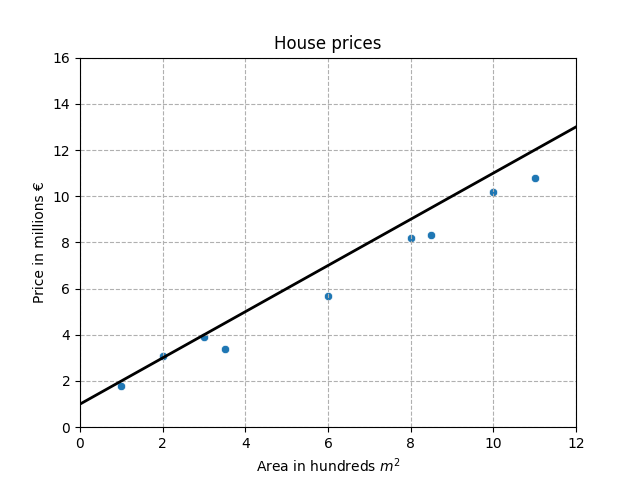 House prices
16
14
12
10
8
6
4
2
0
Price in millions €
0 2 4 6 8 10 12
Area in hundreds m²